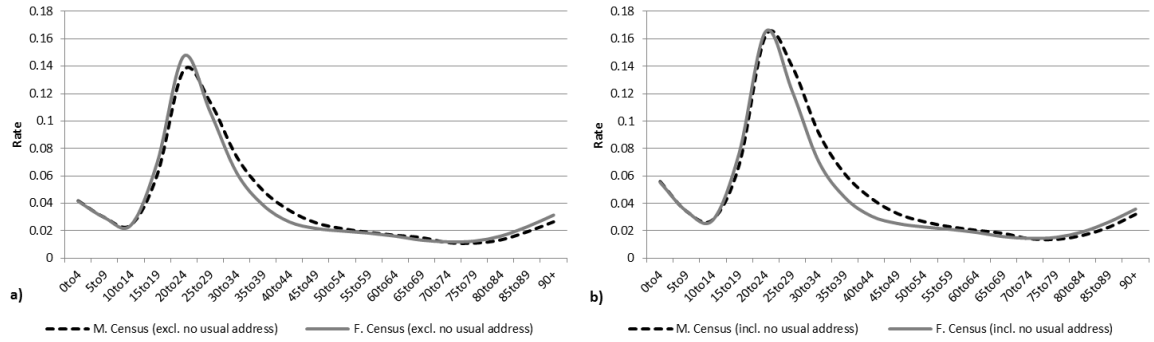 0.18
0.16
0.14
0.12
0.1
0.08
0.06
0.04
0.02
0
Rate
0to4 5to9 10to14 15to19 20to24 25to29 30to34 35to39 40to44 45to49 50to54 55to59 60to64 65to69 70to74 75to79 80to84 85to89 90+
a)
M. Census (excl. no usual address) F. Census (excl. no usual address)
0.18
0.16
0.14
0.12
0.1
0.08
0.06
0.04
0.02
0
Rate
0to4 5to9 10to14 15to19 20to24 25to29 30to34 35to39 40to44 45to49 50to54 55to59 60to64 65to69 70to74 75to79 80to84 85to89 90+
b)
M. Census (incl. no usual address) F. Census (incl. no usual address)